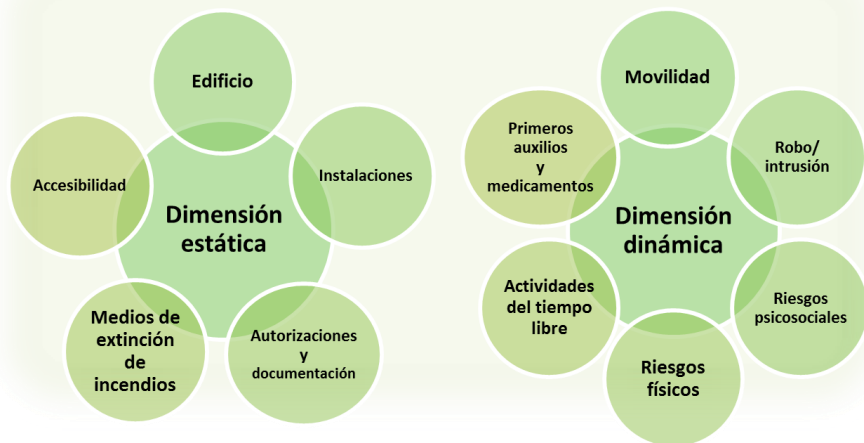 Edificio
Instalaciones
Autorizaciones
y
documentación
Medios de
extinción
de
incendios
Accesibilidad
Dimensión
estática
Movilidad
Robo/
intrusión
Riesgos
psicosociales
Riesgos
físicos
Actividades
del tiempo
libre
Primeros
auxilios
y
medicamentos
Dimensión
dinámica